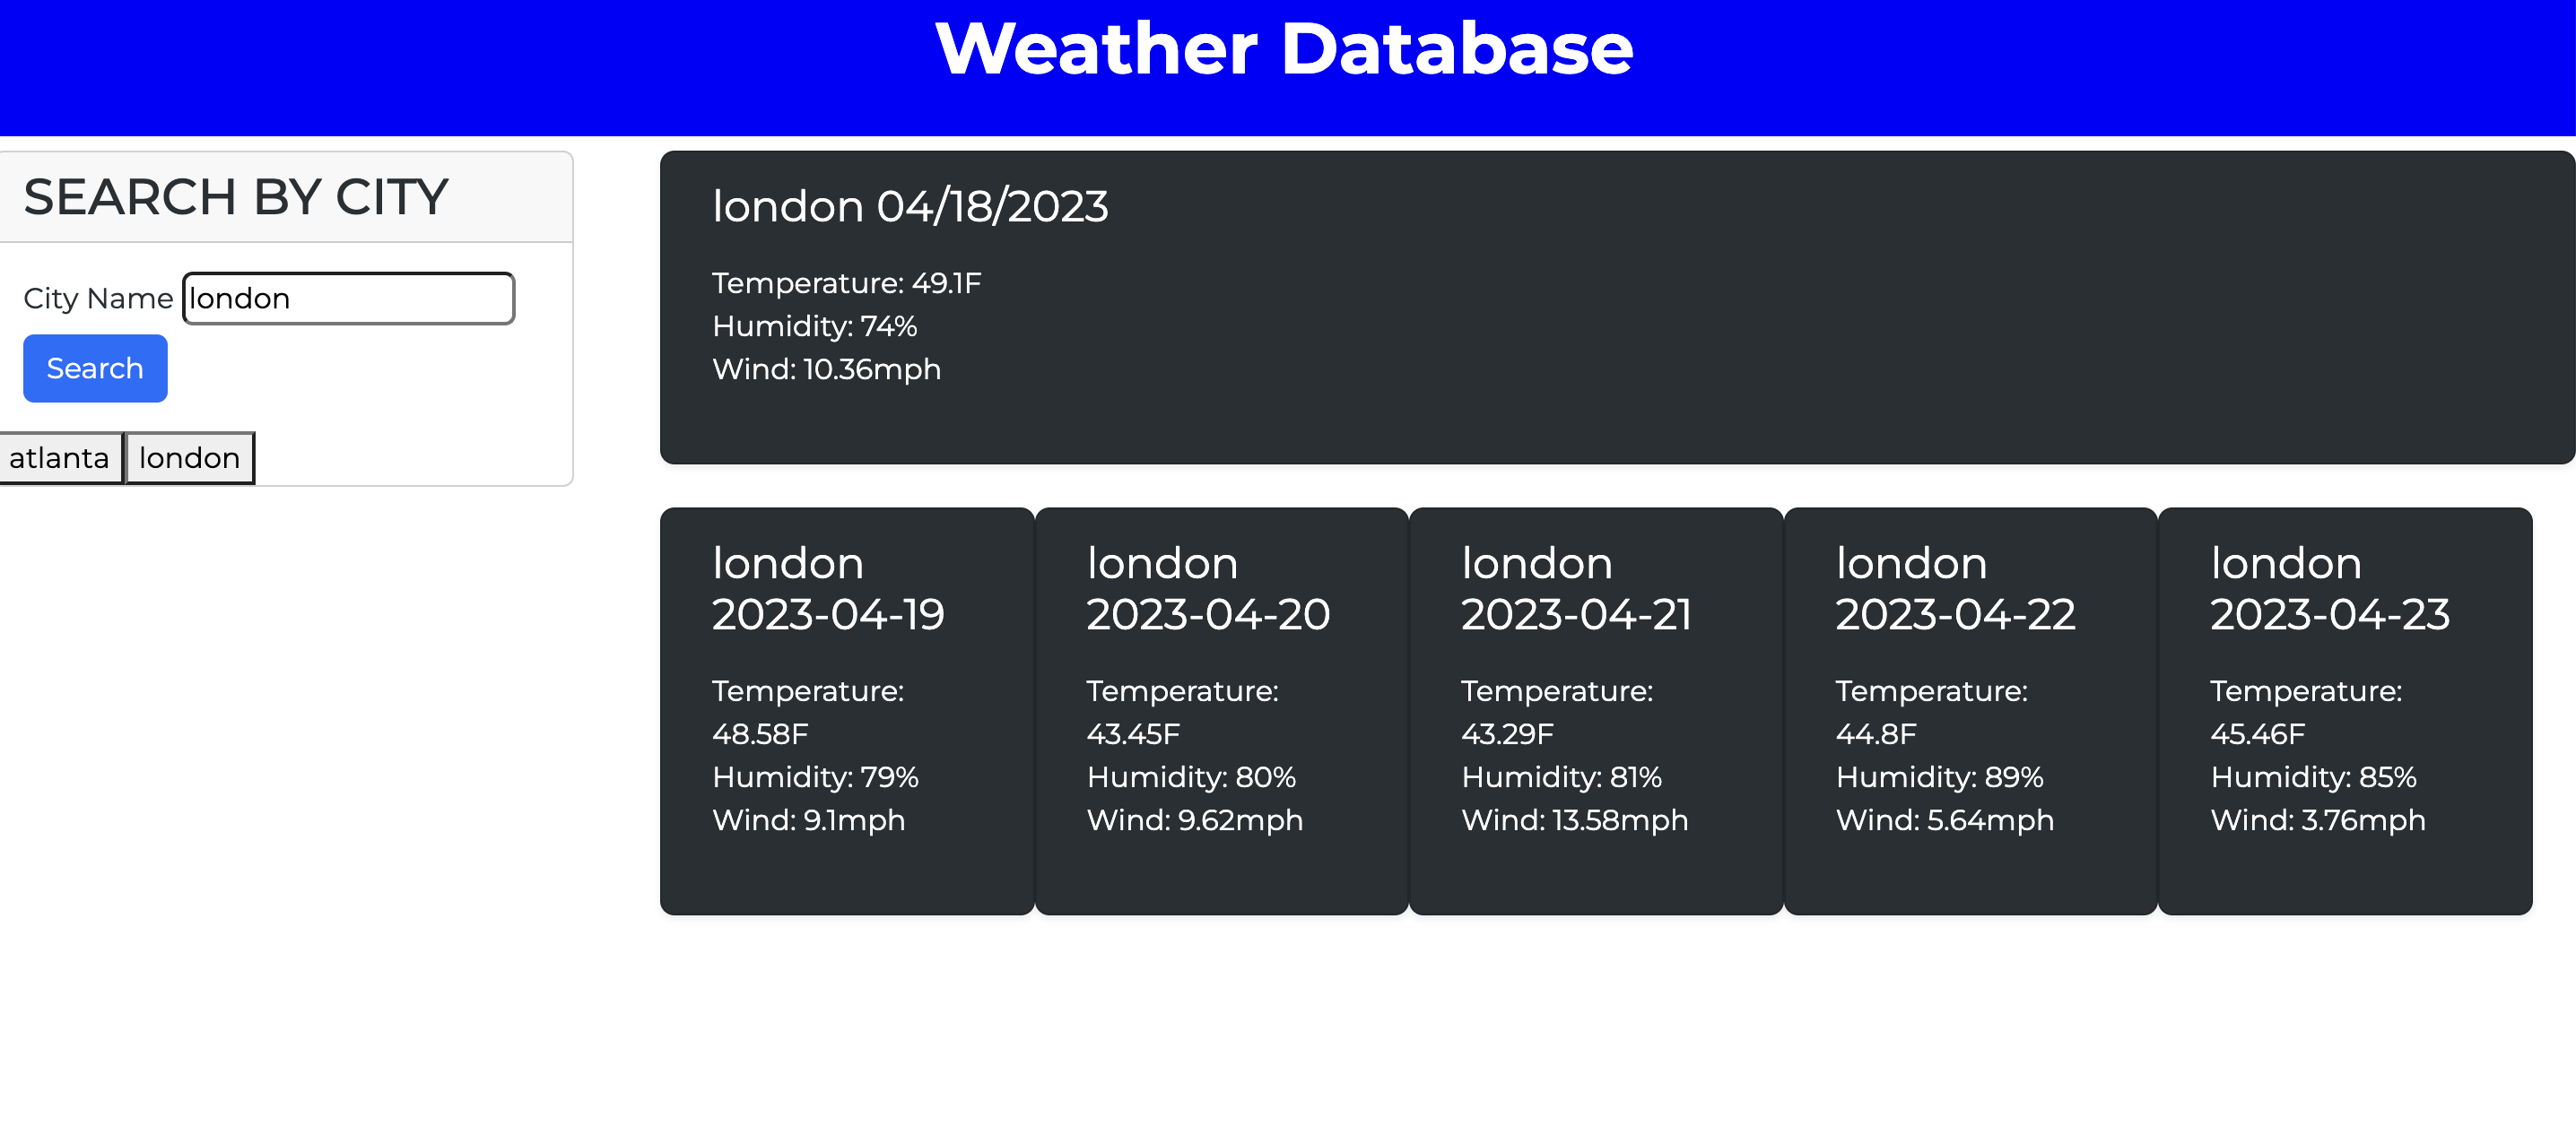 Weather Database
SEARCH BY CITY
City Name london
Search
atlanta london
london 04/18/2023
Temperature: 49.1F
Humidity: 74%
Wind: 10.36mph
london
2023-04-19
Temperature:
48.58F
Humidity: 79%
Wind: 9.1mph
london
2023-04-20
Temperature:
43.45F
Humidity: 80%
Wind: 9.62mph
london
2023-04-21
Temperature:
43.29F
Humidity: 81%
Wind: 13.58mph
london
2023-04-22
Temperature:
44.8F
Humidity: 89%
Wind: 5.64mph
london
2023-04-23
Temperature:
45.46F
Humidity: 85%
Wind: 3.76mph